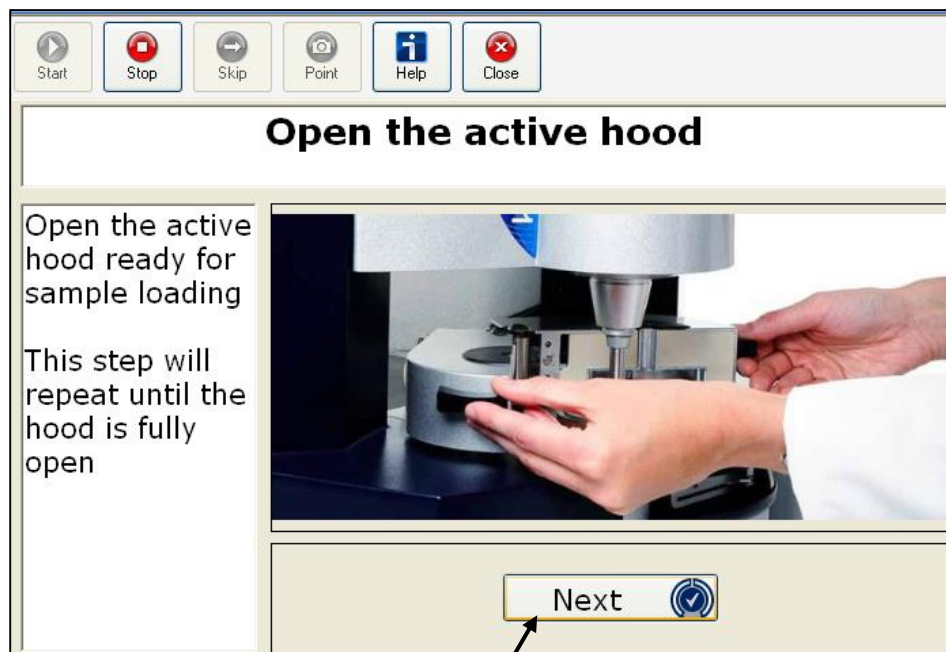 Start
Stop
Skip
Point
Help
Close
Open the active hood
Open the active
hood ready for
sample loading
This step will
repeat until the
hood is fully
open
Next